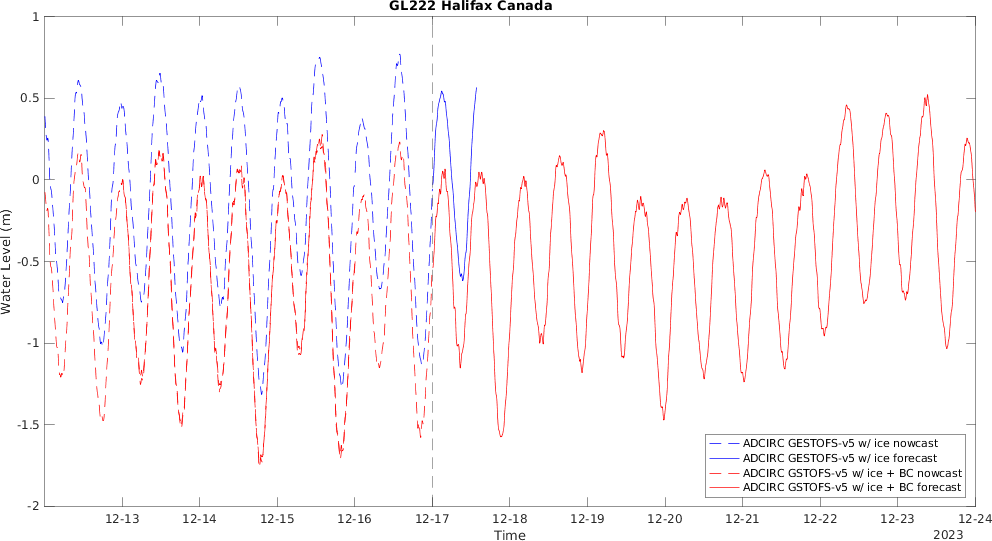 GL222 Halifax Canada
1
0.5
0
-0.5
-1
-1.5
-2
Water Level (m)
ADCIRC GESTOFS-v5 w/ ice nowcast
ADCIRC GESTOFS-v5 w/ ice forecast
ADCIRC GSTOFS-v5 w/ ice + BC nowcast
ADCIRC GSTOFS-v5 w/ ice + BC forecast
12-13 12-14 12-15 12-16 12-17 12-18 12-19 12-20 12-21 12-22 12-23 12-24
Time
2023